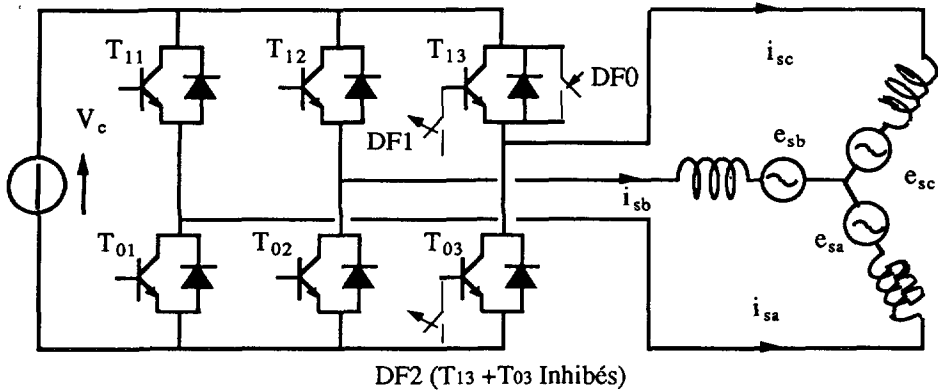 T11
T12
T13
DF0
isc
Vc
DF1
esb
esc
isb
T01
T02
T03
esa
isa
DF2 (T13 +T03 Inhibés)